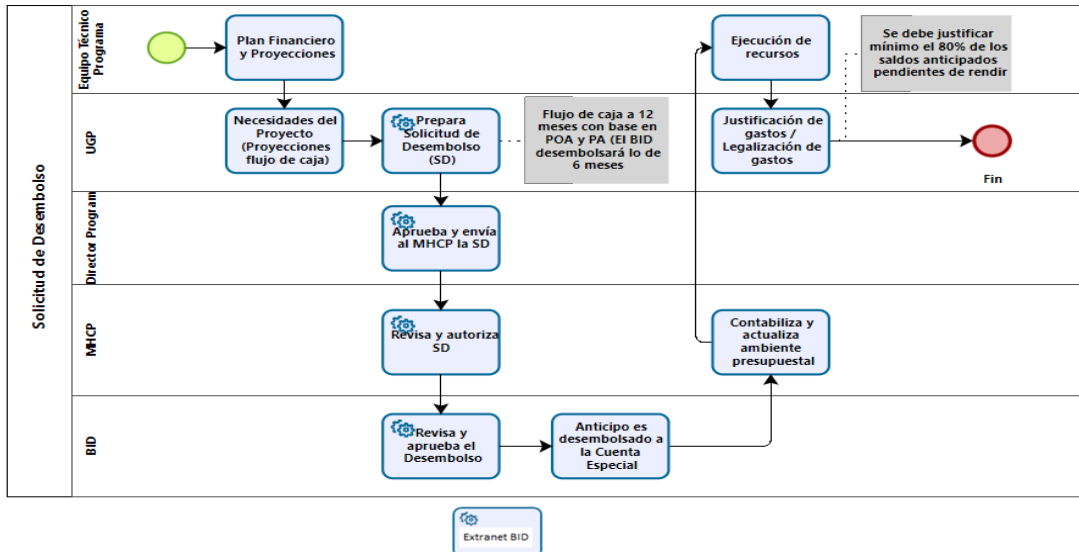 Solicitud de Desembolso
Equipo Técnico
Programa
Plan Financiero
y Proyecciones
Ejecución de
recursos
Se debe justificar
mínimo el 80% de los
saldos anticipados
pendientes de rendir
UGP
Necesidades del
Proyecto
(Proyecciones
flujo de caja)
Prepara
Solicitud de
Desembolso
(SD)
Flujo de caja a 12
meses con base en
POA y PA (El BID
desembolsará lo de
6 meses
Justificación de
gastos /
Legalización de
gastos
Fin
Director Program
Aprueba y envía
al MHCP la SD
MHCP
Revisa y autoriza
SD
Contabiliza y
actualiza
ambiente
presupuestal
BID
Revisa y
aprueba el
Desembolso
Anticipo es
desembolsado a
la Cuenta
Especial
Extranet BID